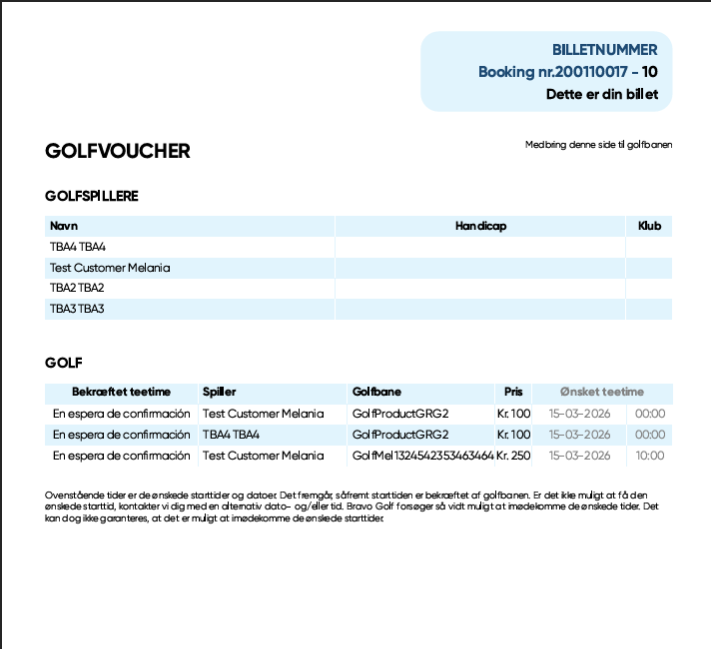 BILLETNUMMER
Booking nr.200110017 - 10
Dette er din billet
GOLFVOUCHER
Medbring denne side til golfbanen
GOLFSPILLERE
Navn Handicap Klub
TBA4 TBA4
Test Customer Melania
TBA2 TBA2
TBA3 TBA3
GOLF
Bekræftet teetime Spiller Golfbane Pris Ønsket teetime
En espera de confirmación Test Customer Melania GolfProductGRG2 Kr. 100 15-03-2026 00:00
En espera de confirmación TBA4 TBA4 GolfProductGRG2 Kr. 100 15-03-2026 00:00
En espera de confirmación Test Customer Melania GolfMel1324542353463464 Kr. 250 15-03-2026 10:00
Ovenstående tider er de ønskede starttider og datoer. Det fremgår, såfremt starttiden er bekræftet af golfbanen. Er det ikke muligt at få den
ønskede starttid, kontakter vi dig med en alternativ dato- og/eller tid. Bravo Golf forsøger så vidt muligt at imødekomme de ønskede tider. Det
kan dog ikke garanteres, at det er muligt at imødekomme de ønskede starttider.